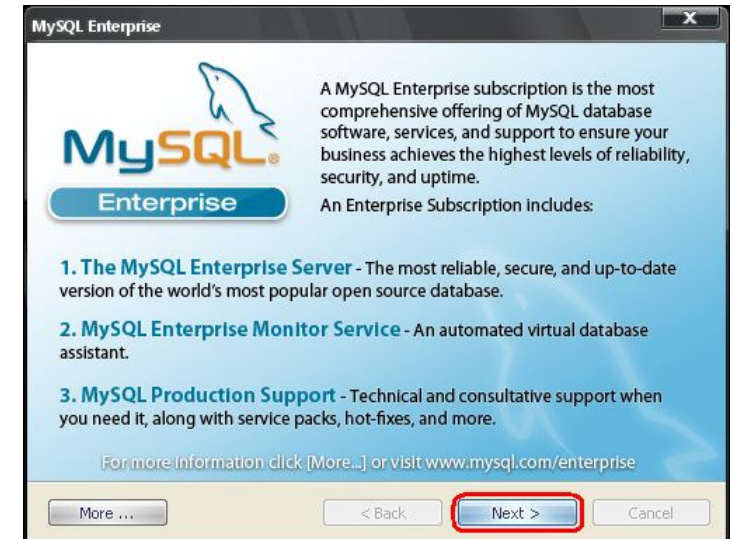 MySQL Enterprise
X
MySQL®
Enterprise
A MySQL Enterprise subscription is the most
comprehensive offering of MySQL database
software, services, and support to ensure your
business achieves the highest levels of reliability,
security, and uptime.
An Enterprise Subscription includes:
1. The MySQL Enterprise Server - The most reliable, secure, and up-to-date
version of the world's most popular open source database.
2. MySQL Enterprise Monitor Service - An automated virtual database
assistant.
3. MySQL Production Support - Technical and consultative support when
you need it, along with service packs, hot-fixes, and more.
For more information click [More...] or visit www.mysql.com/enterprise
More ...
< Back
Next >
Cancel